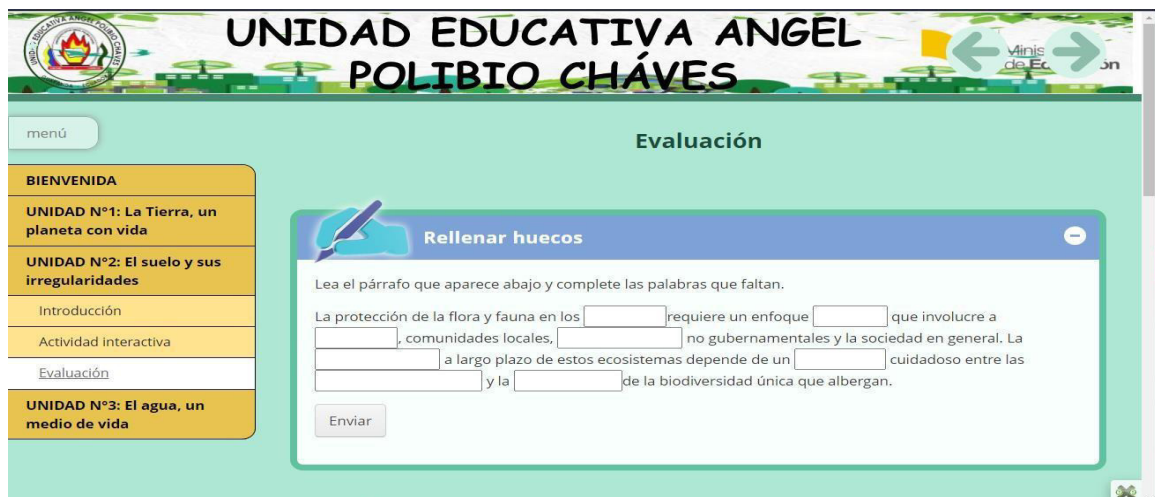 UNIDAD EDUCATIVA ANGEL
POLIBIO CHÁVES
menú
Evaluación
BIENVENIDA
UNIDAD Nº1: La Tierra, un
planeta con vida
UNIDAD Nº2: El suelo y sus
irregularidades
Introducción
Actividad interactiva
Evaluación
UNIDAD Nº3: El agua, un
medio de vida
Rellenar huecos
Lea el párrafo que aparece abajo y complete las palabras que faltan.
La protección de la flora y fauna en los requiere un enfoque que involucre a
, comunidades locales, no gubernamentales y la sociedad en general. La
a largo plazo de estos ecosistemas depende de un cuidadoso entre las
y la de la biodiversidad única que albergan.
Enviar